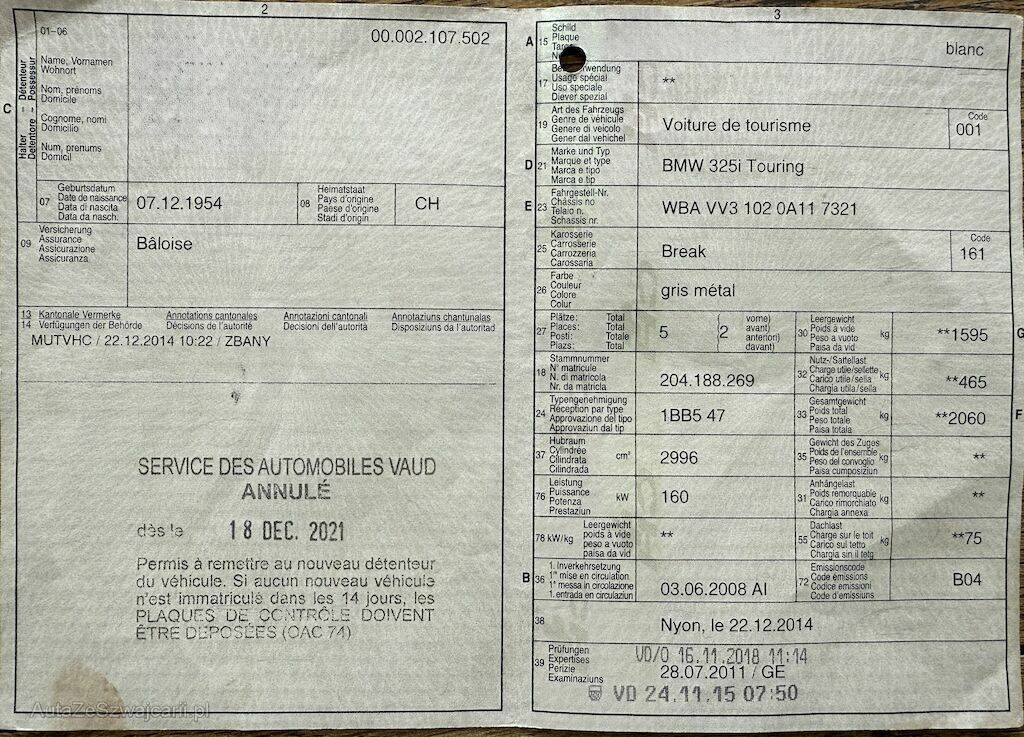 2
01-06
00.002.107.502
C
Halter – Détenteur
Detentore – Possessur
Name, Vornamen
Wohnort
Nom, prénoms
Domicile
Cognome, nomi
Domicilio
Num, prenums
Domicil
07
Geburtsdatum
Date de naissance
Data di nascita
Data da nasch.
07.12.1954
08
Heimatstaat
Pays d'origine
Paese d'origine
Stadi d'origin
CH
09
Versicherung
Assurance
Assicurazione
Assicuranza
Bâloise
13 Kantonale Vermerke Annotations cantonales Annotazioni cantonali Annotaziuns chantunalas
14 Verfügungen der Behörde Décisions de l'autorité Decisioni dell'autorità Disposiziuns da l'autoritad
MUTVHC / 22.12.2014 10:22 / ZBANY
SERVICE DES AUTOMOBILES VAUD
ANNULÉ
dès le 18 DEC. 2021
Permis à remettre au nouveau détenteur
du véhicule. Si aucun nouveau véhicule
n'est immatriculé dans les 14 jours, les
PLAQUES DE CONTRÔLE DOIVENT
ÊTRE DÉPOSÉES (OAC 74)
AutaZeSzwajcarii.pl
3
A 15
Schild
Plaque
blanc
17
Usage spécial
Uso speciale
Diever spezial
**
19
Art des Fahrzeugs
Genre de véhicule
Genere di veicolo
Gener dal vehichel
Voiture de tourisme
Code
001
D 21
Marke und Typ
Marque et type
Marca e tipo
Marca e tip
BMW 325i Touring
E 23
Fahrgestell-Nr.
Châssis no
Telaio n.
Schassis nr.
WBA VV3 102 0A11 7321
25
Karosserie
Carrosserie
Carrozzeria
Carossaria
Break
Code
161
26
Farbe
Couleur
Colore
Colur
gris métal
27
Plätze: Total
Places: Total
Posti: Totale
Plazs: Total
5
(2
vorne)
avant)
anteriori)
davant)
30
Leergewicht
Poids à vide
Peso a vuoto
Paisa da vid
kg
**1595
G
18
Stammnummer
N° matricule
N. di matricola
Nr. da matricla
204.188.269
32
Nutz-/Sattellast
Charge utile/sellette
Carico utile/sella
Chargia utila/sella
kg
**465
24
Typengenehmigung
Réception par type
Approvazione del tipo
Approvaziun dal tip
1BB5 47
33
Gesamtgewicht
Poids total
Peso totale
Paisa totala
kg
**2060
F
37
Hubraum
Cylindrée
Cilindrata
Cilindrada
cm³
2996
35
Gewicht des Zuges
Poids de l'ensemble
Peso del convoglio
Paisa cumposiziun
kg
**
76
Leistung
Puissance
Potenza
Prestaziun
kW
160
31
Anhängelast
Poids remorquable
Carico rimorchiato
Chargia annexa
kg
**
78 kW/kg
Leergewicht
poids à vide
peso a vuoto
paisa da vid
**
55
Dachlast
Charge sur le toit
Carico sul tetto
Chargia sin il tetg
kg
**75
B 36
1. Inverkehrsetzung
1re mise en circulation
1a messa in circolazione
1. entrada en circulaziun
03.06.2008 AI
72
Emissionscode
Code émissions
Codice emissioni
Code d'emissiuns
B04
38
Nyon, le 22.12.2014
39
Prüfungen
Expertises
Perizie
Examinaziuns
VD/O 16.11.2018 11:14
28.07.2011 / GE
VD 24.11.15 07:50